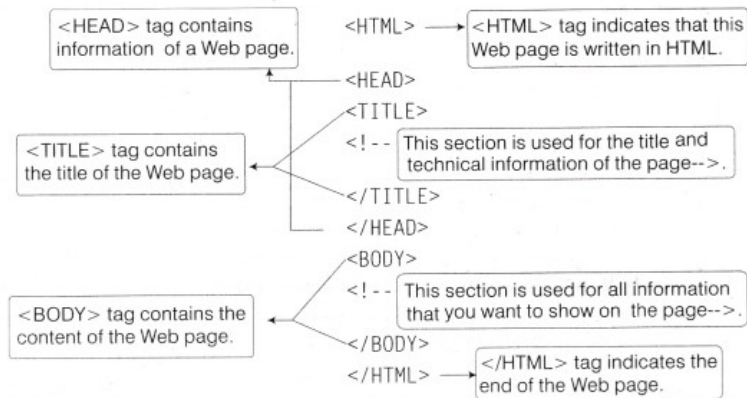 <HEAD> tag contains
information of a Web page.
<HTML>
<HTML> tag indicates that this
Web page is written in HTML.
<HEAD>
<TITLE>
<TITLE> tag contains
the title of the Web page.
<!-- This section is used for the title and
technical information of the page-->.
</TITLE>
</HEAD>
<BODY>
<BODY> tag contains the
content of the Web page.
<!-- This section is used for all information
that you want to show on the page-->.
</BODY>
</HTML>
</HTML> tag indicates the
end of the Web page.